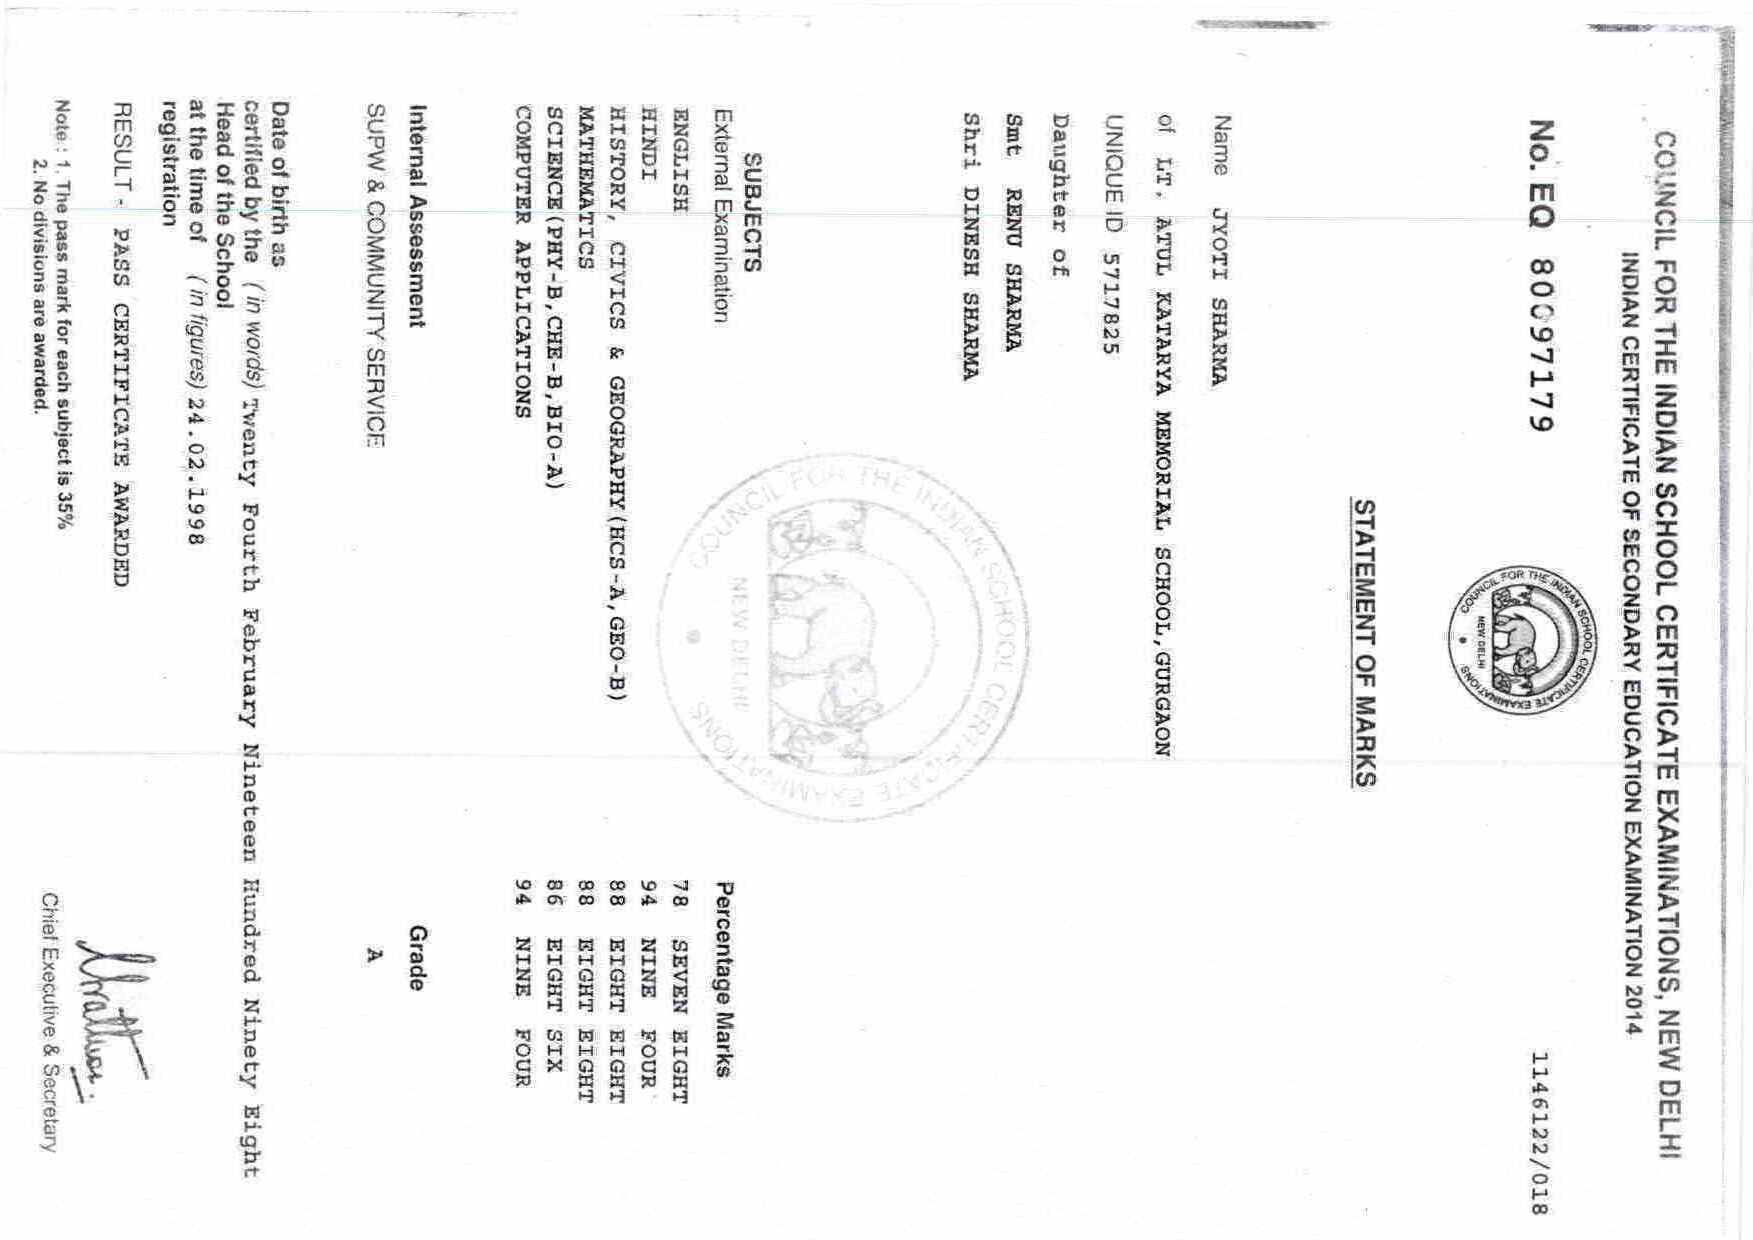 COUNCIL FOR THE INDIAN SCHOOL CERTIFICATE EXAMINATIONS, NEW DELHI
INDIAN CERTIFICATE OF SECONDARY EDUCATION EXAMINATION 2014
No. EQ 80097179
1146122/018
COUNCIL FOR THE INDIAN SCHOOL CERTIFICATE EXAMINATIONS
NEW DELHI
STATEMENT OF MARKS
Name JYOTI SHARMA
of LT. ATUL KATARYA MEMORIAL SCHOOL, GURGAON
UNIQUE ID 5717825
Daughter of
Smt RENU SHARMA
Shri DINESH SHARMA
COUNCIL FOR THE INDIAN SCHOOL CERTIFICATE EXAMINATIONS
NEW DELHI
SUBJECTS
External Examination Percentage Marks
ENGLISH 78 SEVEN EIGHT
HINDI 94 NINE FOUR
HISTORY, CIVICS & GEOGRAPHY (HCS-A, GEO-B) 88 EIGHT EIGHT
MATHEMATICS 88 EIGHT EIGHT
SCIENCE (PHY-B, CHE-B, BIO-A) 86 EIGHT SIX
COMPUTER APPLICATIONS 94 NINE FOUR
Internal Assessment Grade
SUPW & COMMUNITY SERVICE A
Date of birth as
certified by the (in words) Twenty Fourth February Nineteen Hundred Ninety Eight
Head of the School
at the time of (in figures) 24.02.1998
registration
RESULT - PASS CERTIFICATE AWARDED
Note : 1. The pass mark for each subject is 35%
2. No divisions are awarded.
Chief Executive & Secretary